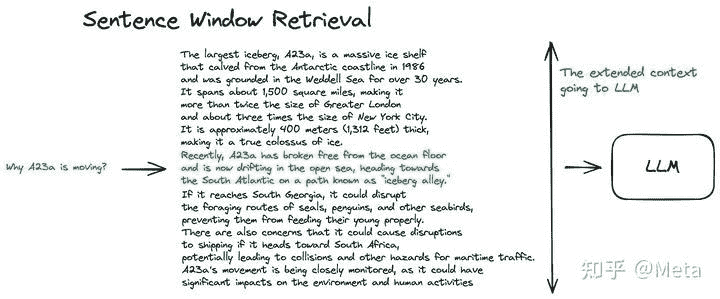 Sentence Window Retrieval
The largest iceberg, A23a, is a massive ice shelf
that calved from the Antarctic coastline in 1986
and was grounded in the Weddell Sea for over 30 years.
It spans about 1,500 square miles, making it
more than twice the size of Greater London
and about three times the size of New York City.
It is approximately 400 meters (1,312 feet) thick,
making it a true colossus of ice.
Why A23a is moving?
Recently, A23a has broken free from the ocean floor
and is now drifting in the open sea, heading towards
the South Atlantic on a path known as "iceberg alley."
If it reaches South Georgia, it could disrupt
the foraging routes of seals, penguins, and other seabirds,
preventing them from feeding their young properly.
There are also concerns that it could cause disruptions
to shipping if it heads toward South Africa,
potentially leading to collisions and other hazards for maritime traffic.
A23a's movement is being closely monitored, as it could have
significant impacts on the environment and human activities
The extended context
going to LLM
LLM
知乎 @Meta